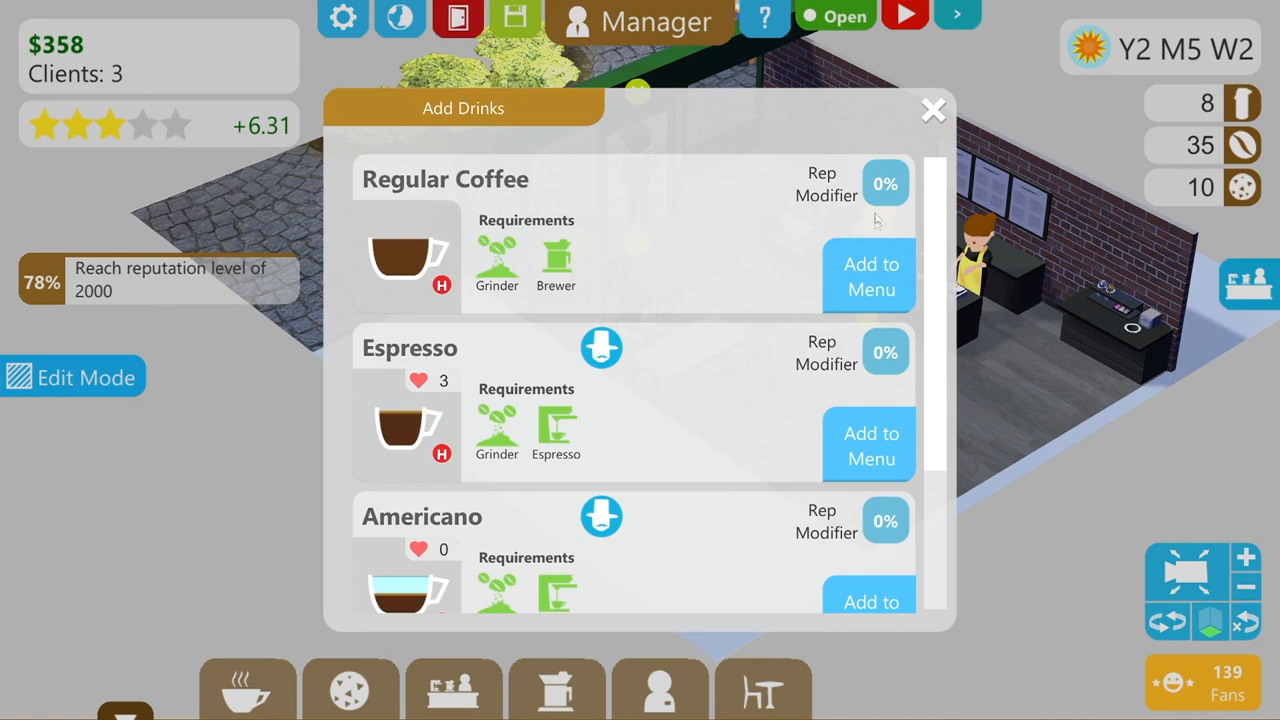 $358
Clients: 3
+6.31
Manager
?
Open
>
Y2 M5 W2
8
35
10
78%
Reach reputation level of
2000
Edit Mode
Add Drinks
Regular Coffee
Rep
Modifier
0%
Requirements
Grinder
Brewer
H
Add to
Menu
Espresso
3
Rep
Modifier
0%
Requirements
Grinder
Espresso
H
Add to
Menu
Americano
0
Rep
Modifier
0%
Requirements
Add to
139
Fans